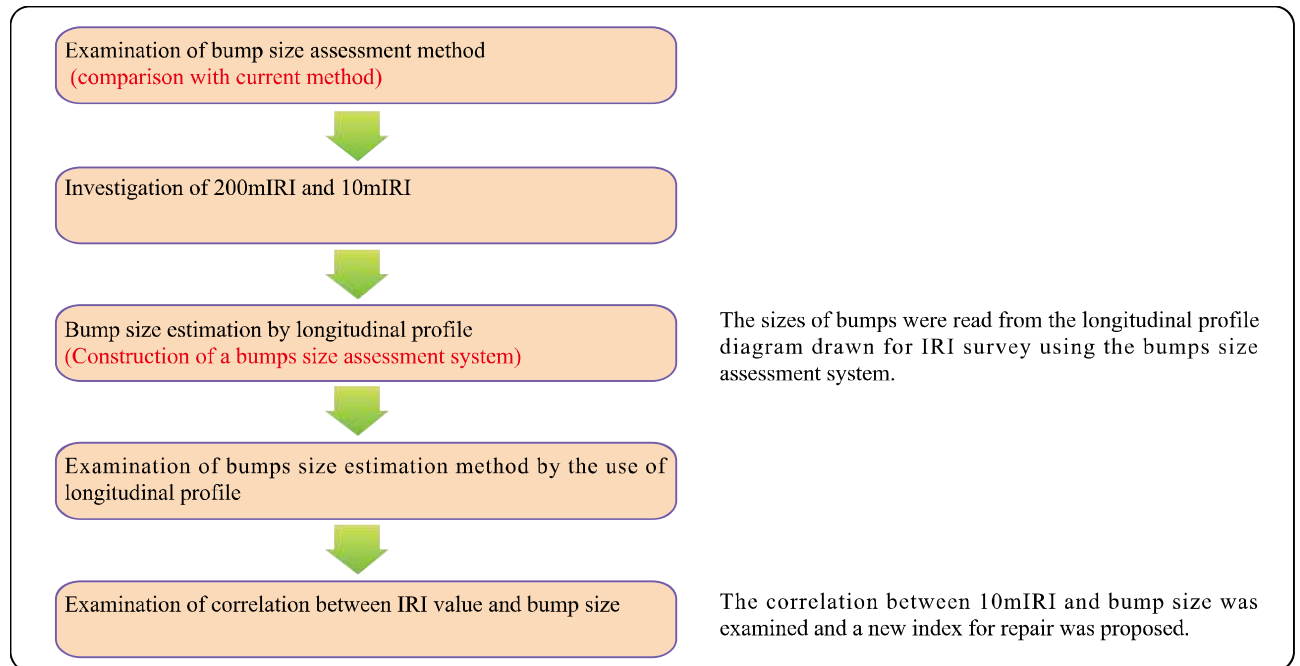 Examination of bump size assessment method
(comparison with current method)
Investigation of 200mIRI and 10mIRI
Bump size estimation by longitudinal profile
(Construction of a bumps size assessment system)
The sizes of bumps were read from the longitudinal profile
diagram drawn for IRI survey using the bumps size
assessment system.
Examination of bumps size estimation method by the use of
longitudinal profile
Examination of correlation between IRI value and bump size
The correlation between 10mIRI and bump size was
examined and a new index for repair was proposed.